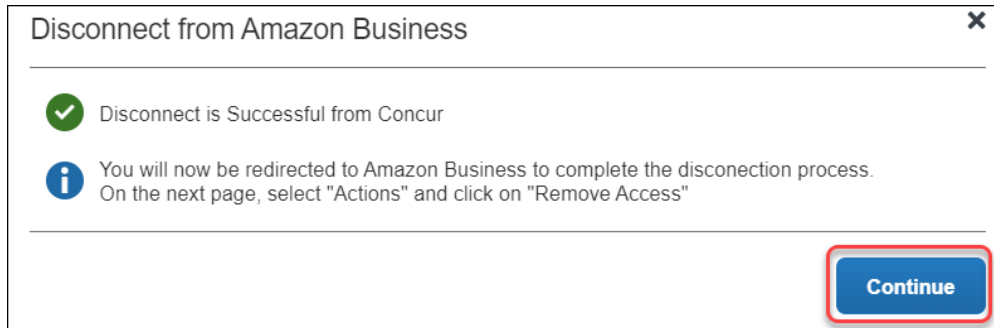 Disconnect from Amazon Business
Disconnect is Successful from Concur
You will now be redirected to Amazon Business to complete the disconection process.
On the next page, select "Actions" and click on "Remove Access"
Continue